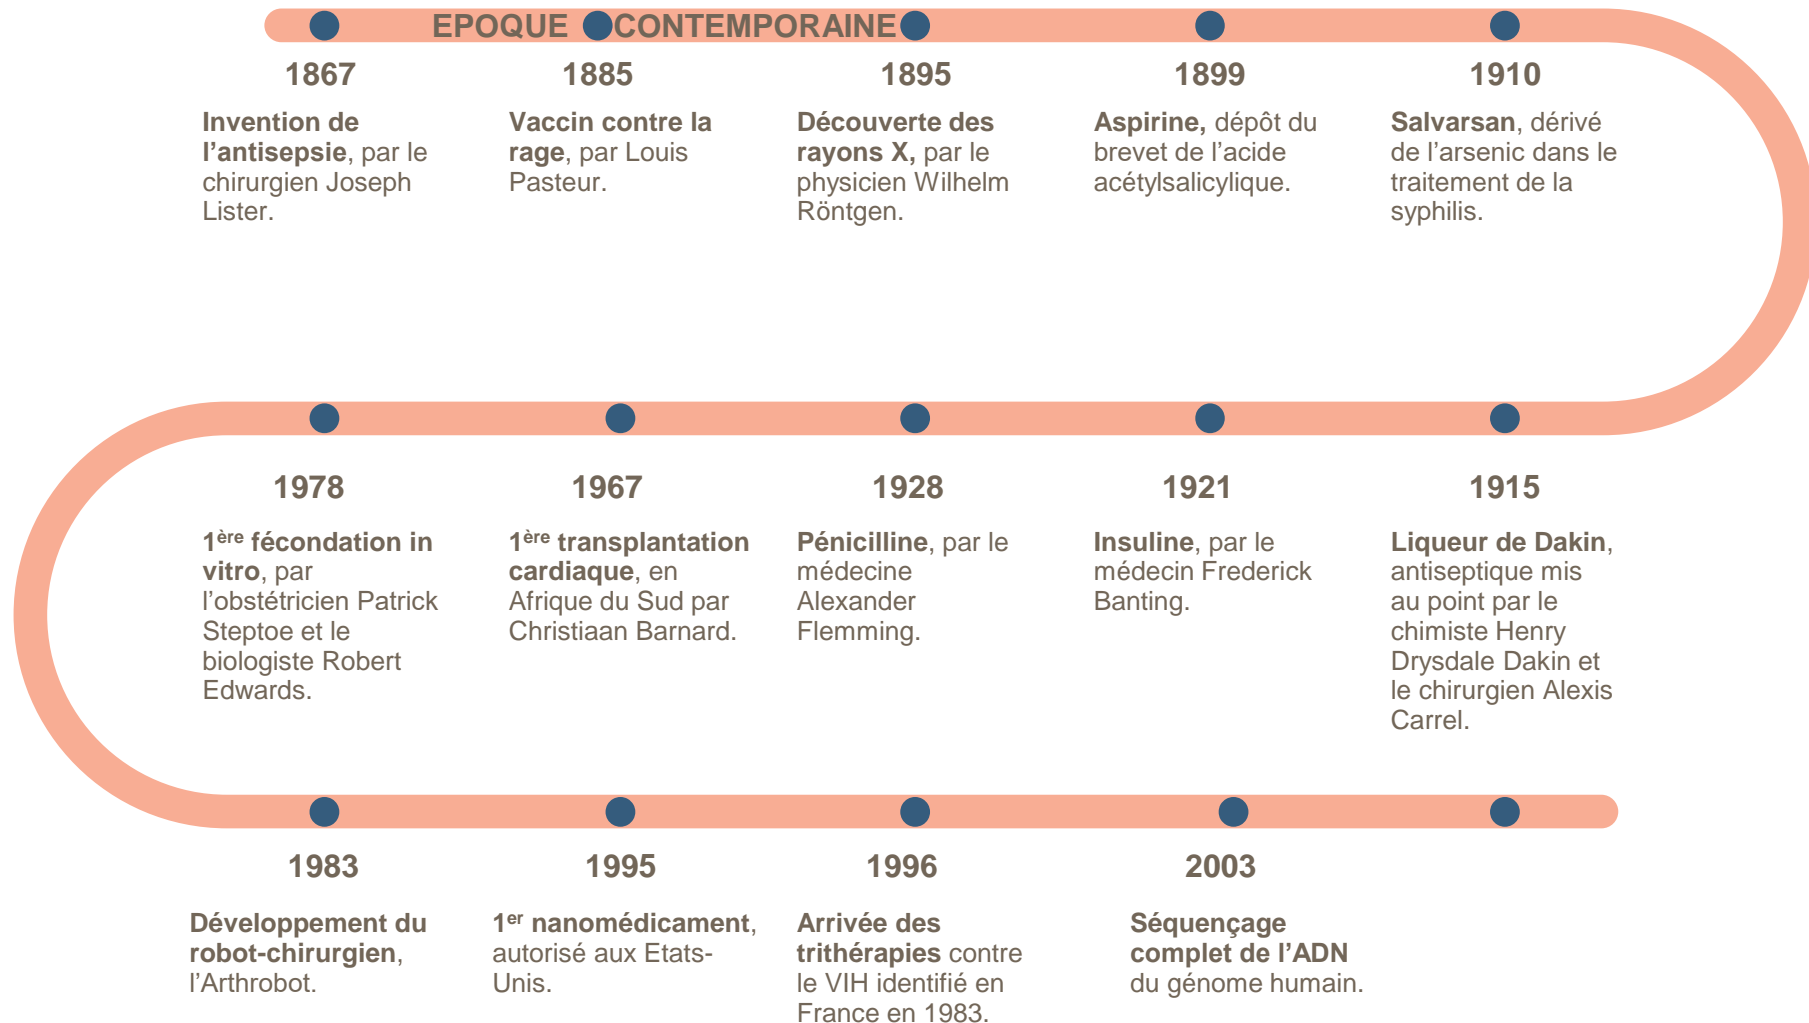 EPOQUE CONTEMPORAINE
1867
Invention de
l’antisepsie, par le
chirurgien Joseph
Lister.
1885
Vaccin contre la
rage, par Louis
Pasteur.
1895
Découverte des
rayons X, par le
physicien Wilhelm
Röntgen.
1899
Aspirine, dépôt du
brevet de l’acide
acétylsalicylique.
1910
Salvarsan, dérivé
de l’arsenic dans le
traitement de la
syphilis.
1978
1ère fécondation in
vitro, par
l’obstétricien Patrick
Steptoe et le
biologiste Robert
Edwards.
1967
1ère transplantation
cardiaque, en
Afrique du Sud par
Christiaan Barnard.
1928
Pénicilline, par le
médecine
Alexander
Flemming.
1921
Insuline, par le
médecin Frederick
Banting.
1915
Liqueur de Dakin,
antiseptique mis
au point par le
chimiste Henry
Drysdale Dakin et
le chirurgien Alexis
Carrel.
1983
Développement du
robot-chirurgien,
l’Arthrobot.
1995
1er nanomédicament,
autorisé aux Etats-
Unis.
1996
Arrivée des
trithérapies contre
le VIH identifié en
France en 1983.
2003
Séquençage
complet de l’ADN
du génome humain.